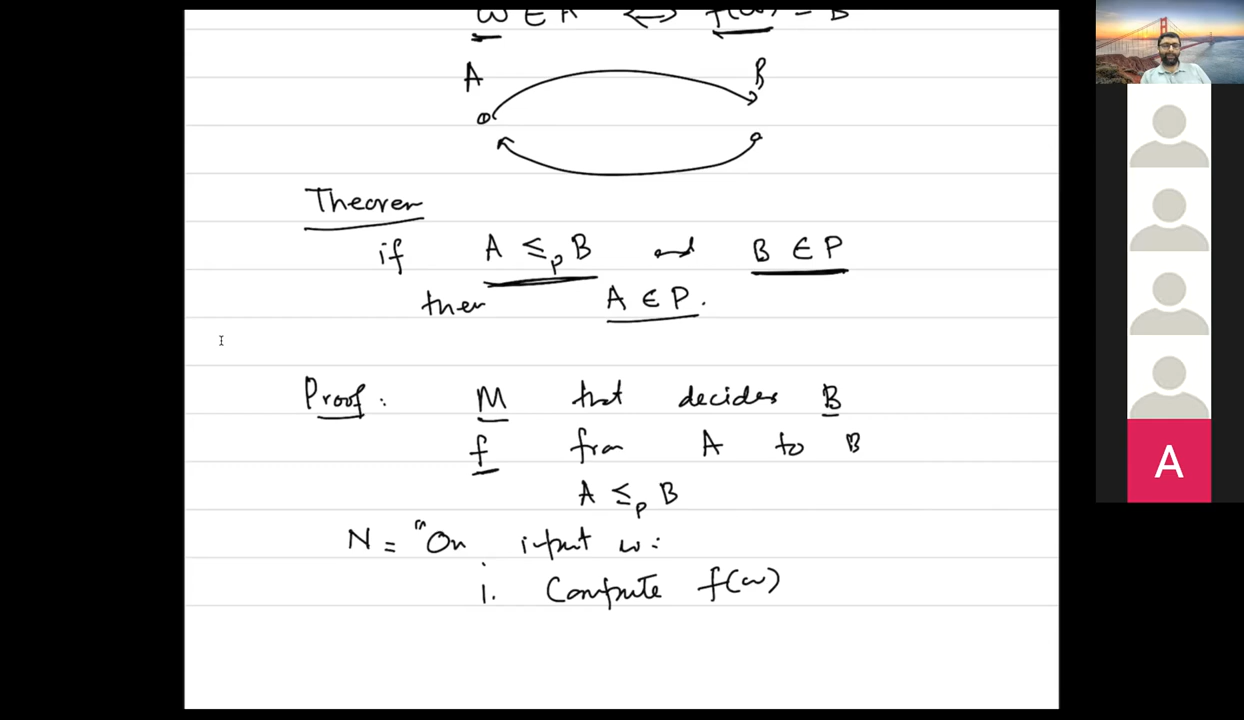 w ∈ A ⟺ f(w) ∈ B
A B
Theorem
if A ≤p B and B ∈ P
then A ∈ P.
Proof: M that decides B
f from A to B
A ≤p B
N = "On input w:
1. Compute f(w)
A